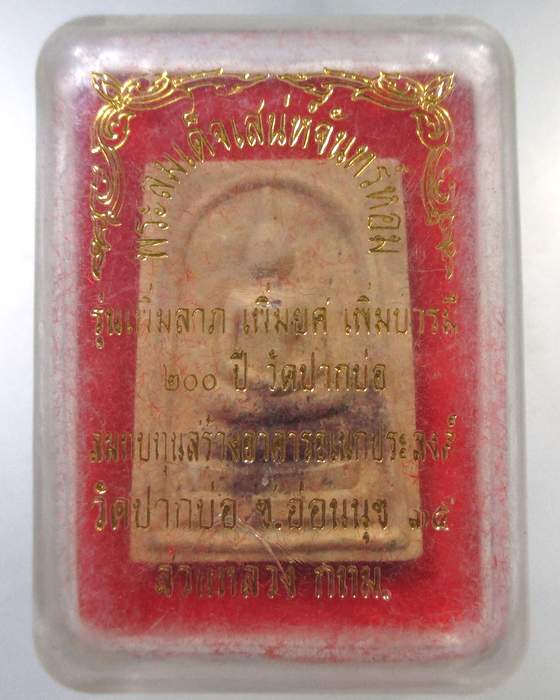 พระสมเด็จเสน่ห์จันทร์หอม
รุ่นเพิ่มลาภ เพิ่มยศ เพิ่มบารมี
๒๐๐ ปี วัดปากบ่อ
สมทบทุนสร้างอาคารอเนกประสงค์
วัดปากบ่อ ซ.อ่อนนุช ๓๕
สวนหลวง กทม.